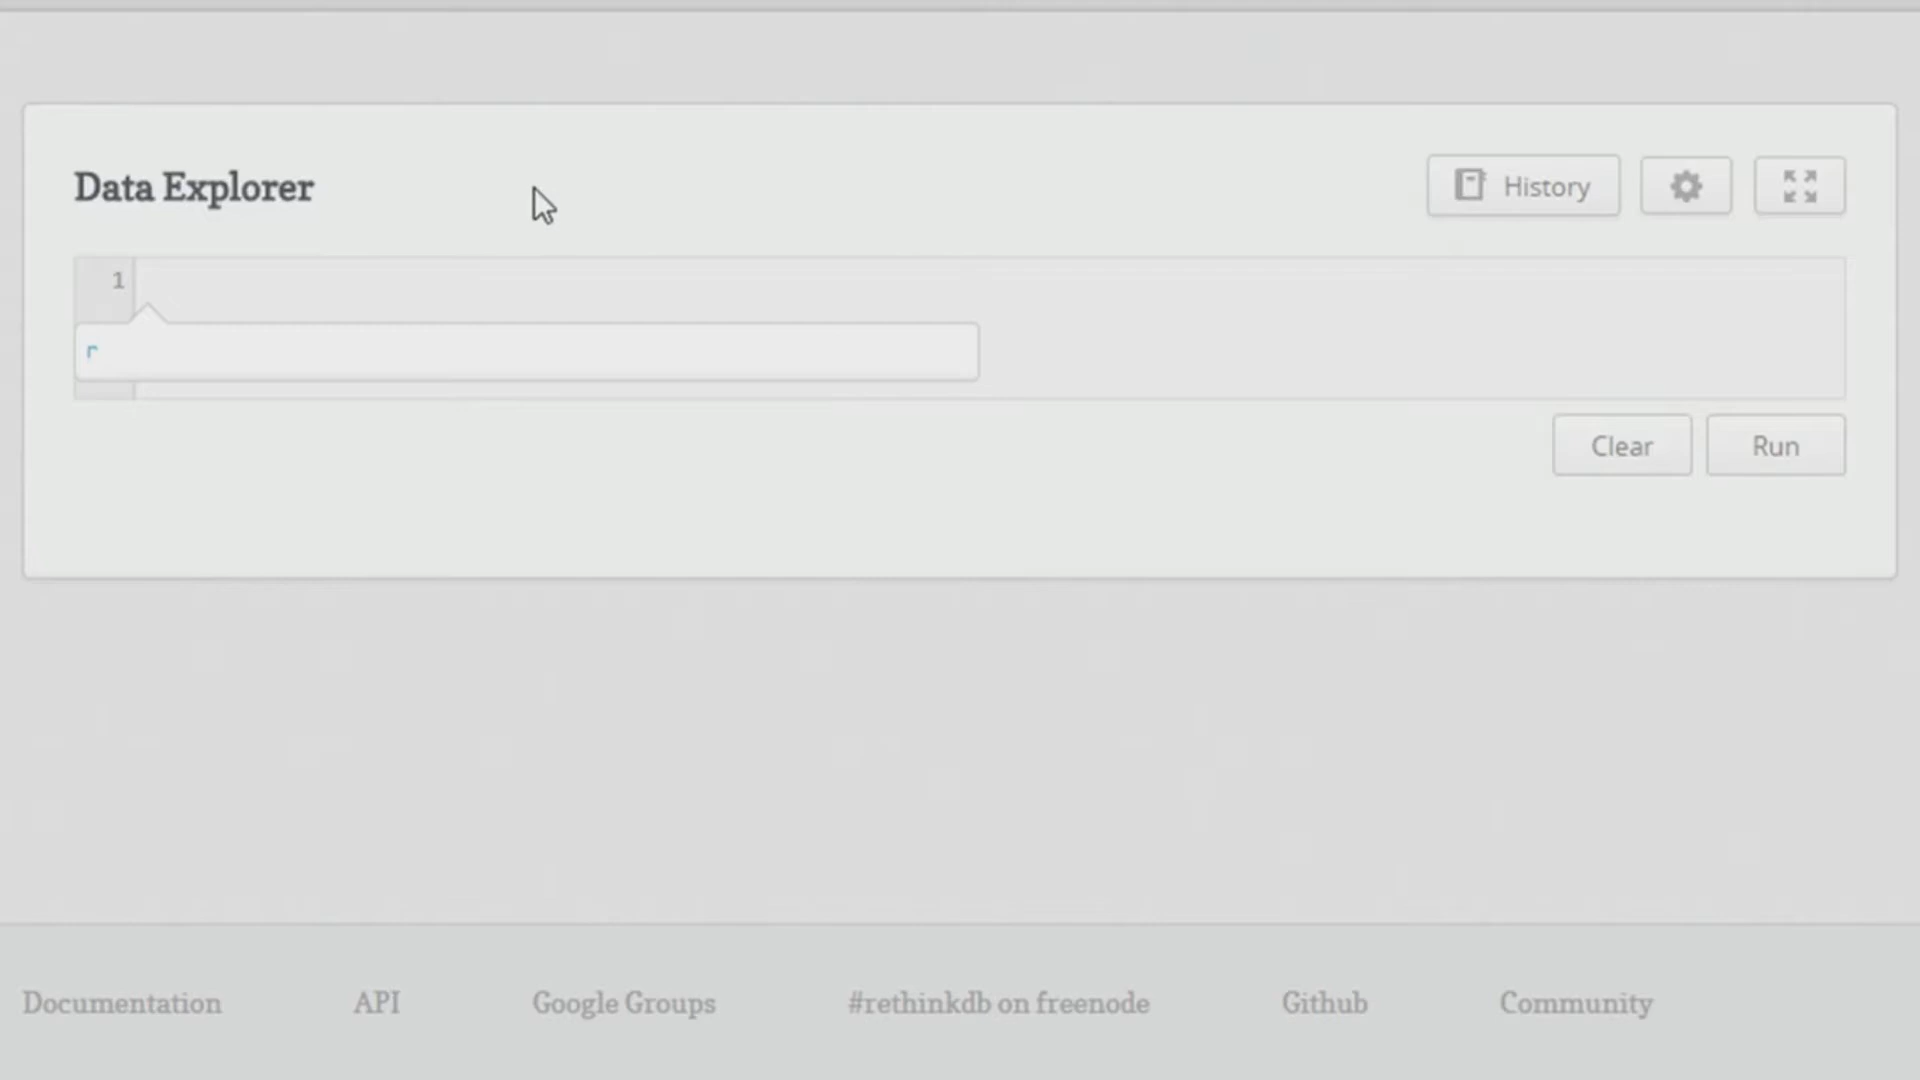 Data Explorer
History
1
r
Clear
Run
Documentation API Google Groups #rethinkdb on freenode Github Community